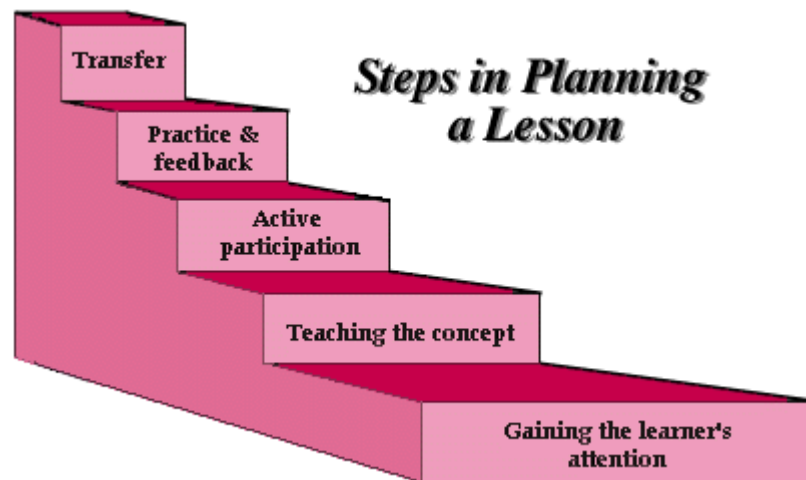 Steps in Planning
a Lesson
Transfer
Practice &
feedback
Active
participation
Teaching the concept
Gaining the learner's
attention